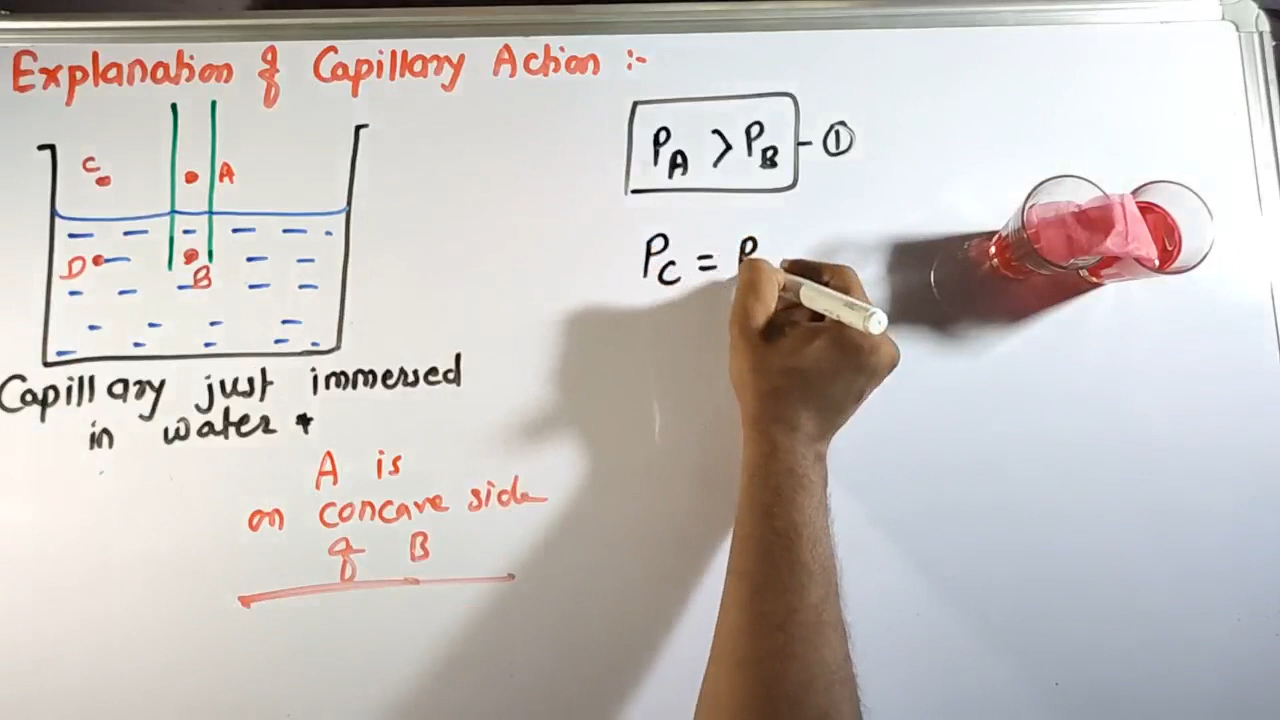 Explanation of Capillary Action :-
C
A
D
B
Capillary just immersed
in water
A is
on concave side
of B
P_A > P_B - ①
P_C = P